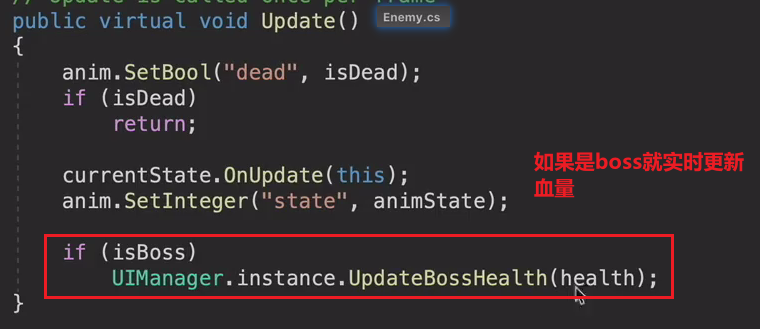 // Update is called once per frame
public virtual void Update()
Enemy.cs
{
anim.SetBool("dead", isDead);
if (isDead)
return;
currentState.OnUpdate(this);
anim.SetInteger("state", animState);
如果是boss就实时更新
血量
if (isBoss)
UIManager.instance.UpdateBossHealth(health);
}